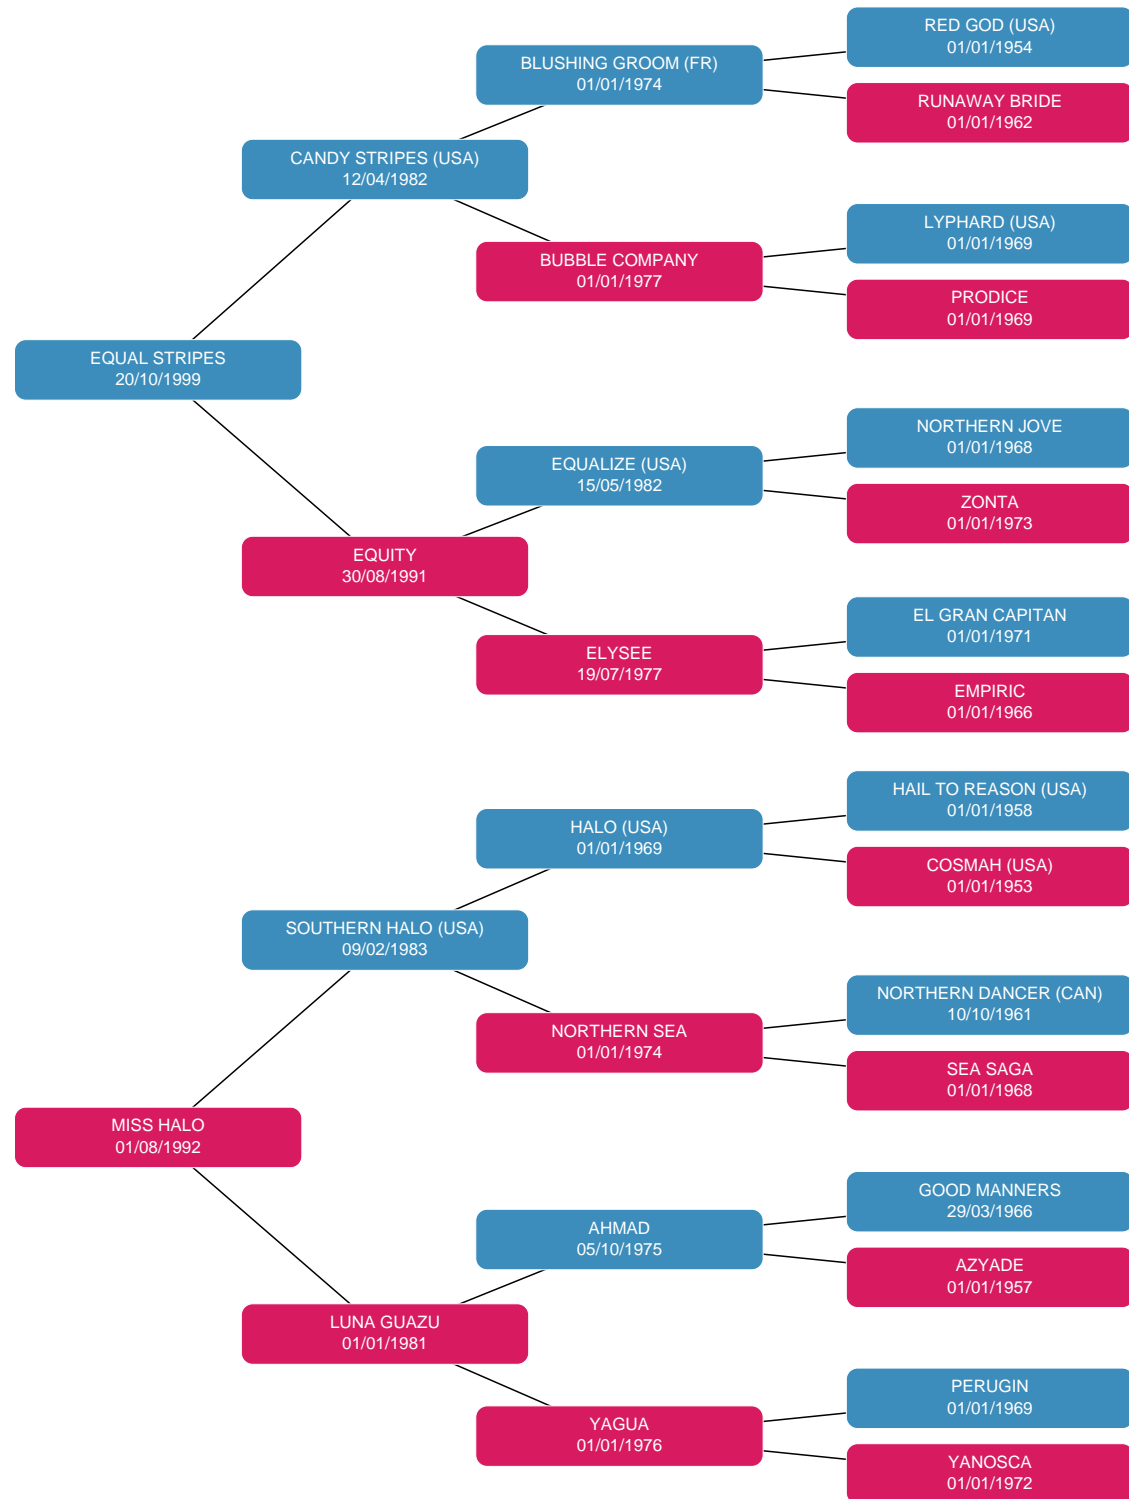 RED GOD (USA)
01/01/1954
BLUSHING GROOM (FR)
01/01/1974
RUNAWAY BRIDE
01/01/1962
CANDY STRIPES (USA)
12/04/1982
LYPHARD (USA)
01/01/1969
BUBBLE COMPANY
01/01/1977
PRODICE
01/01/1969
EQUAL STRIPES
20/10/1999
NORTHERN JOVE
01/01/1968
EQUALIZE (USA)
15/05/1982
ZONTA
01/01/1973
EQUITY
30/08/1991
EL GRAN CAPITAN
01/01/1971
ELYSEE
19/07/1977
EMPIRIC
01/01/1966
HAIL TO REASON (USA)
01/01/1958
HALO (USA)
01/01/1969
COSMAH (USA)
01/01/1953
SOUTHERN HALO (USA)
09/02/1983
NORTHERN DANCER (CAN)
10/10/1961
NORTHERN SEA
01/01/1974
SEA SAGA
01/01/1968
MISS HALO
01/08/1992
GOOD MANNERS
29/03/1966
AHMAD
05/10/1975
AZYADE
01/01/1957
LUNA GUAZU
01/01/1981
PERUGIN
01/01/1969
YAGUA
01/01/1976
YANOSCA
01/01/1972